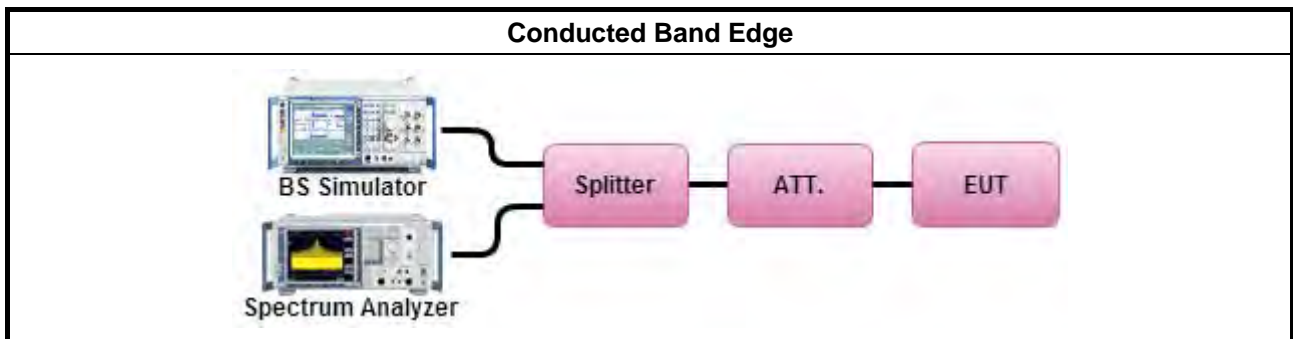 Conducted Band Edge
BS Simulator
Splitter
ATT.
EUT
Spectrum Analyzer